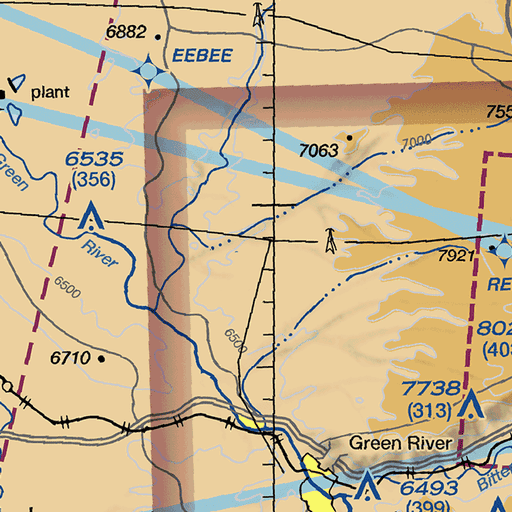 6882
EEBEE
plant
755
7063
7000
Green
6535
(356)
River
7921
RE
6500
802
(403
6500
6710
7738
(313)
Green River
6493
(399)
Bitte